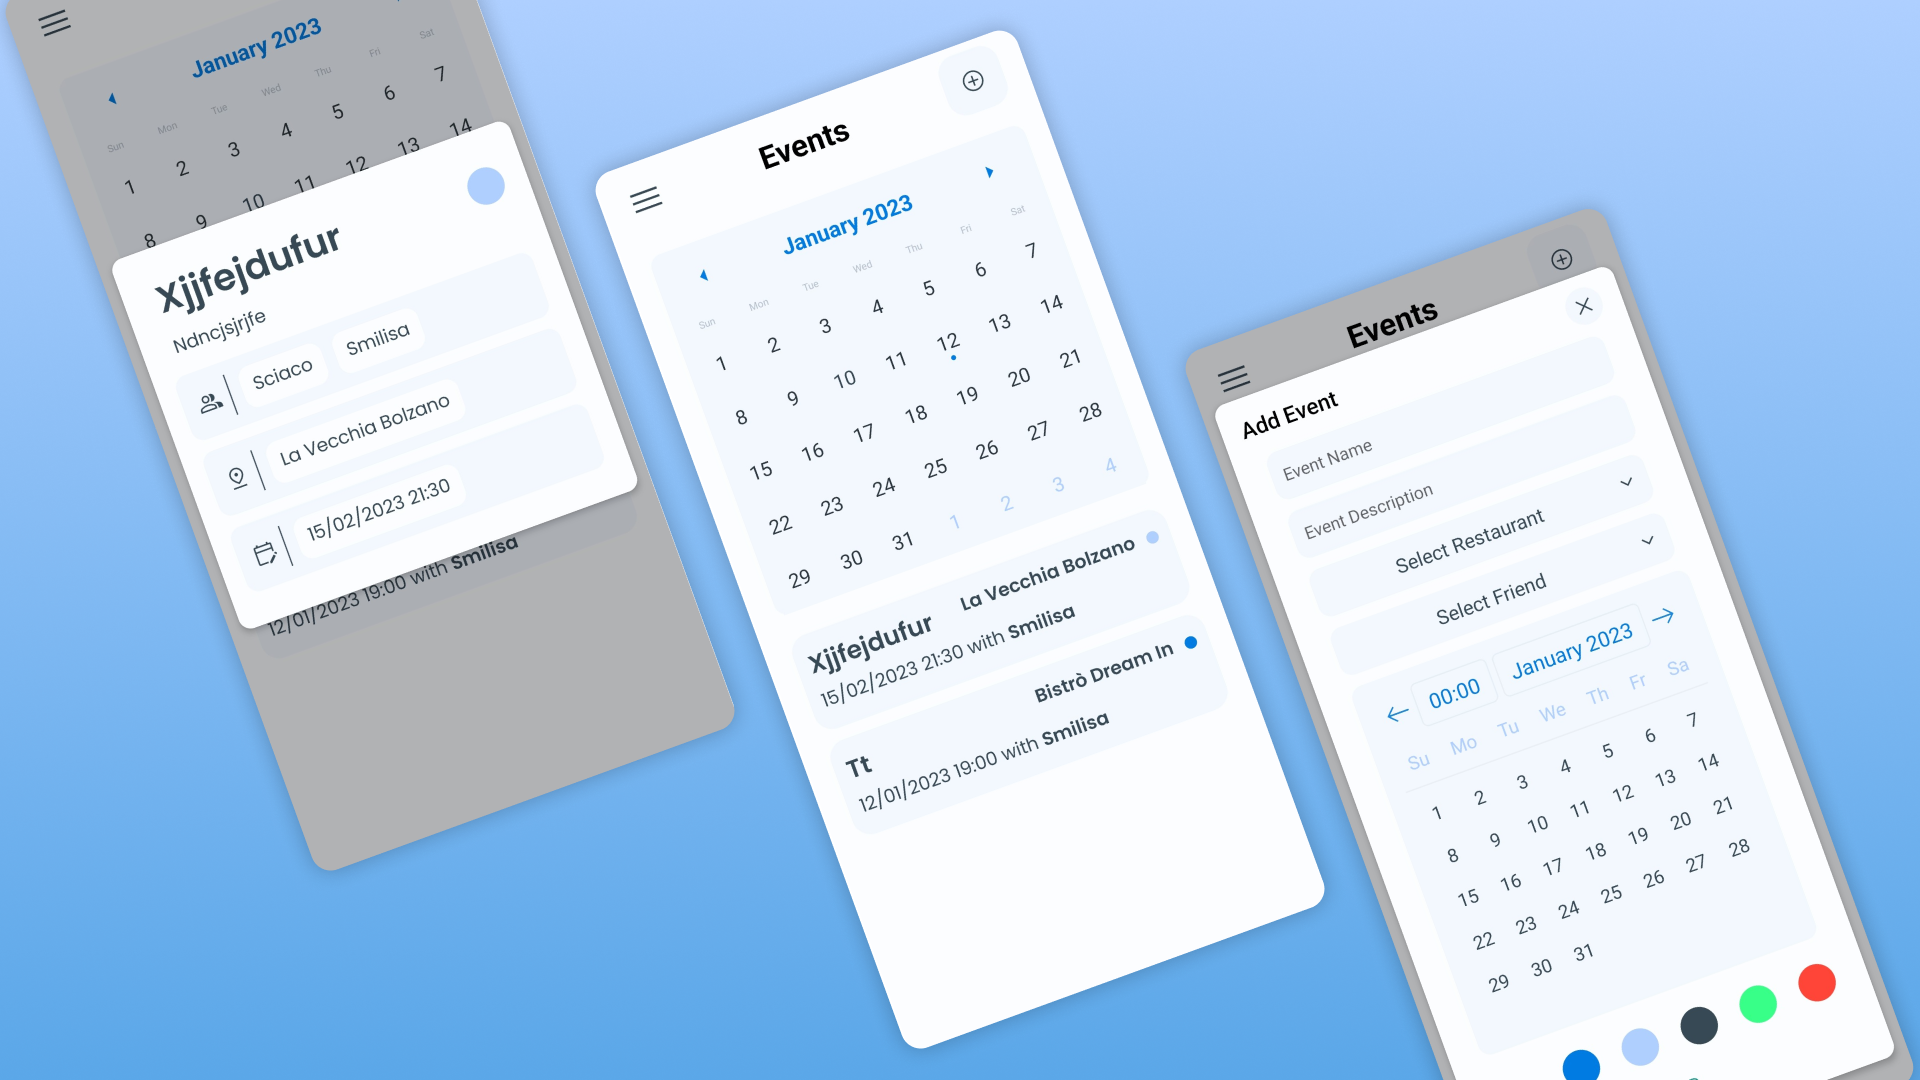 January 2023
Sun Mon Tue Wed Thu Fri Sat
1 2 3 4 5 6 7
8 9 10 11 12 13 14
Xjjfejdufur
Ndncjsjrjfe
Sciaco Smilisa
La Vecchia Bolzano
15/02/2023 21:30
12/01/2023 19:00 with Smilisa
Events
January 2023
Sun Mon Tue Wed Thu Fri Sat
1 2 3 4 5 6 7
8 9 10 11 12 13 14
15 16 17 18 19 20 21
22 23 24 25 26 27 28
29 30 31 1 2 3 4
Xjjfejdufur La Vecchia Bolzano
15/02/2023 21:30 with Smilisa
Bistrò Dream In
Tt
12/01/2023 19:00 with Smilisa
Events
Add Event
Event Name
Event Description
Select Restaurant
Select Friend
00:00 January 2023
Su Mo Tu We Th Fr Sa
1 2 3 4 5 6 7
8 9 10 11 12 13 14
15 16 17 18 19 20 21
22 23 24 25 26 27 28
29 30 31